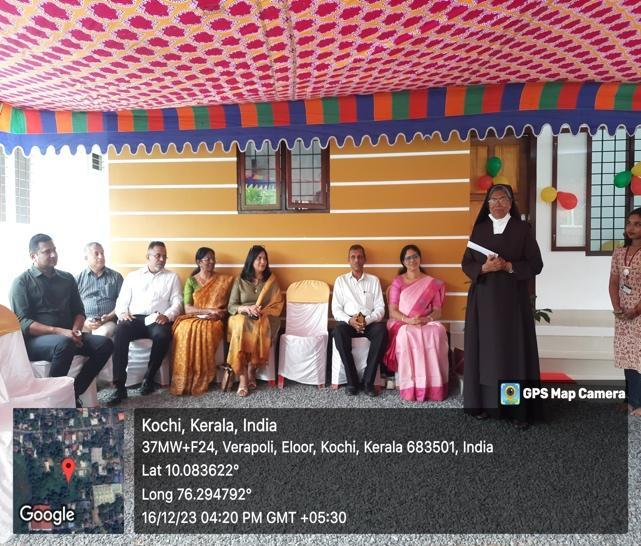 GPS Map Camera
Kochi, Kerala, India
37MW+F24, Verapoli, Eloor, Kochi, Kerala 683501, India
Lat 10.083622°
Long 76.294792°
16/12/23 04:20 PM GMT +05:30
Google